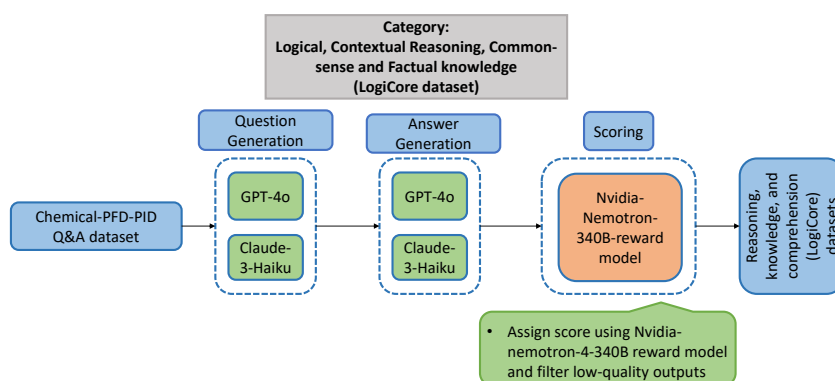 Category:
Logical, Contextual Reasoning, Common-
sense and Factual knowledge
(LogiCore dataset)
Question
Generation
Answer
Generation
Scoring
Chemical-PFD-PID
Q&A dataset
GPT-4o
Claude-
3-Haiku
GPT-4o
Claude-
3-Haiku
Nvidia-
Nemotron-
340B-reward
model
Reasoning,
knowledge, and
comprehension
(LogiCore)
datasets
• Assign score using Nvidia-
nemotron-4-340B reward model
and filter low-quality outputs